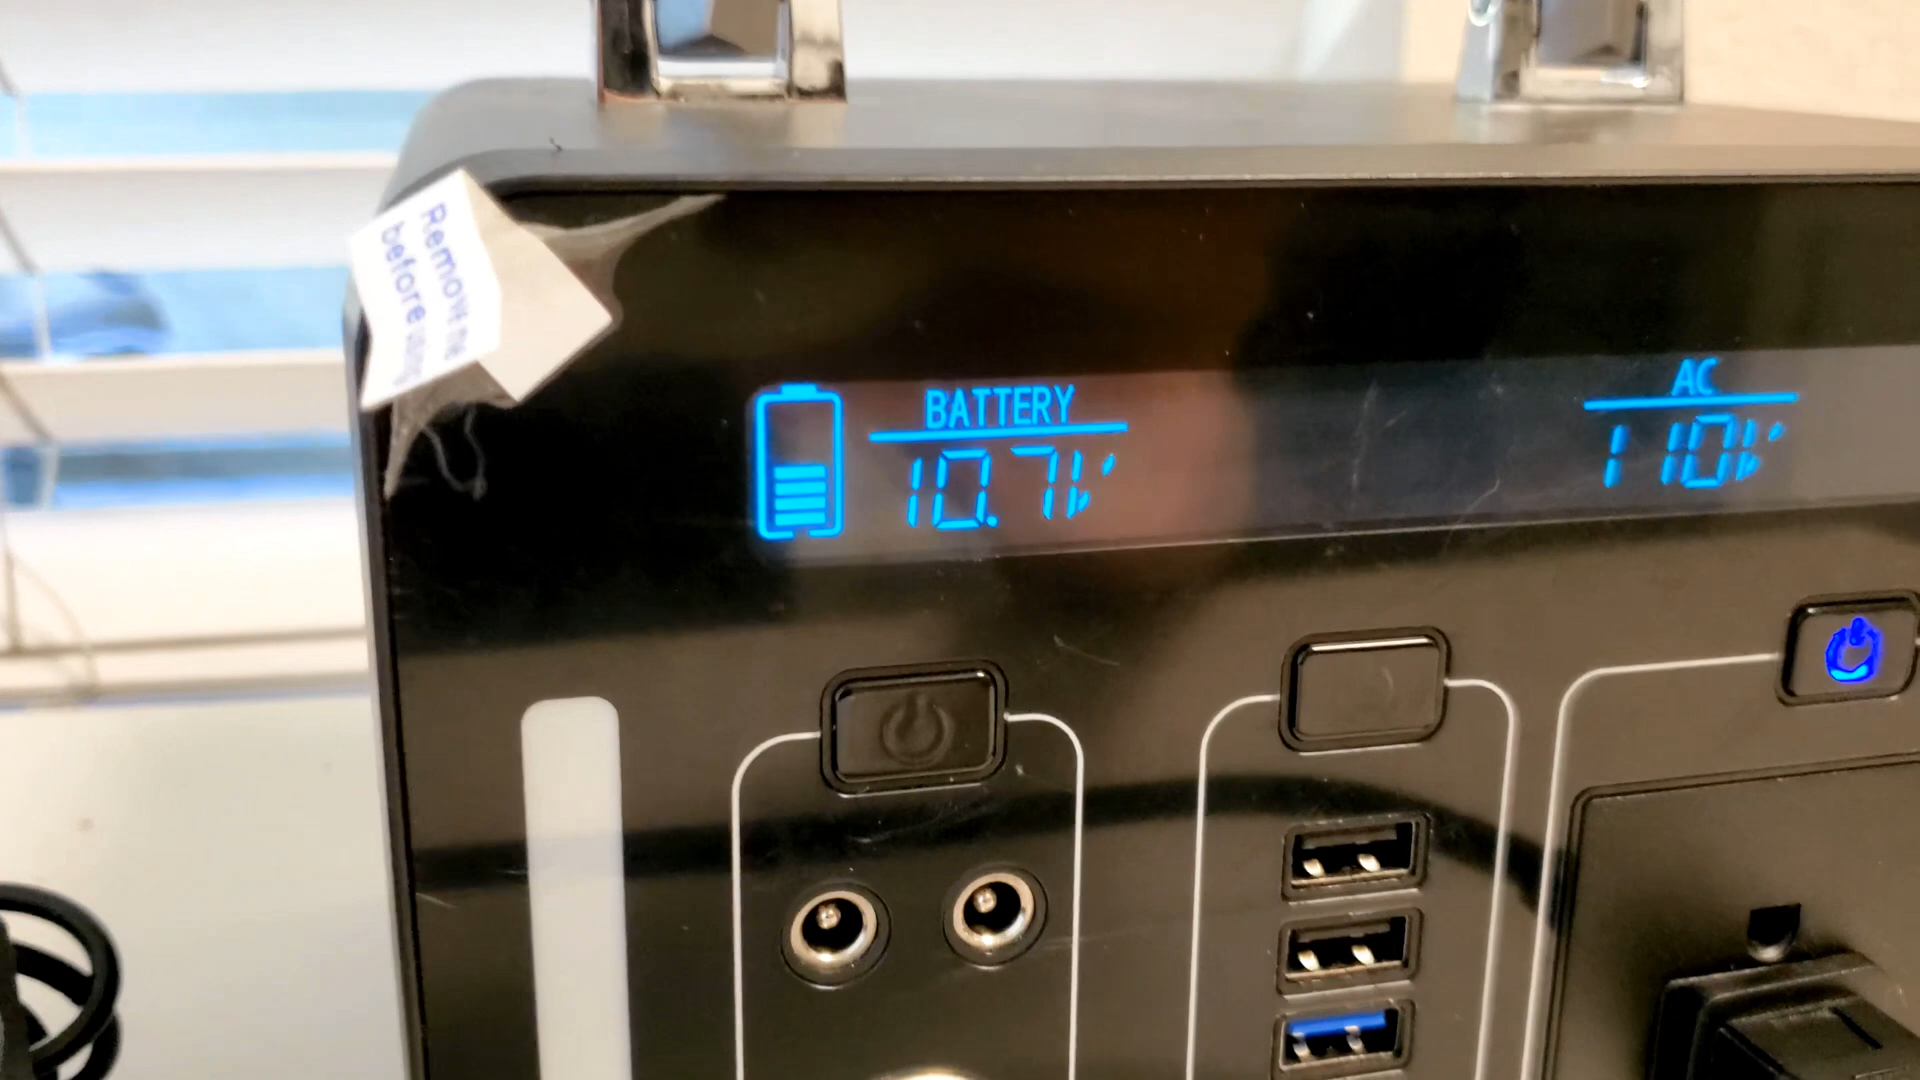 Remove
before
BATTERY
10.7V
AC
110V